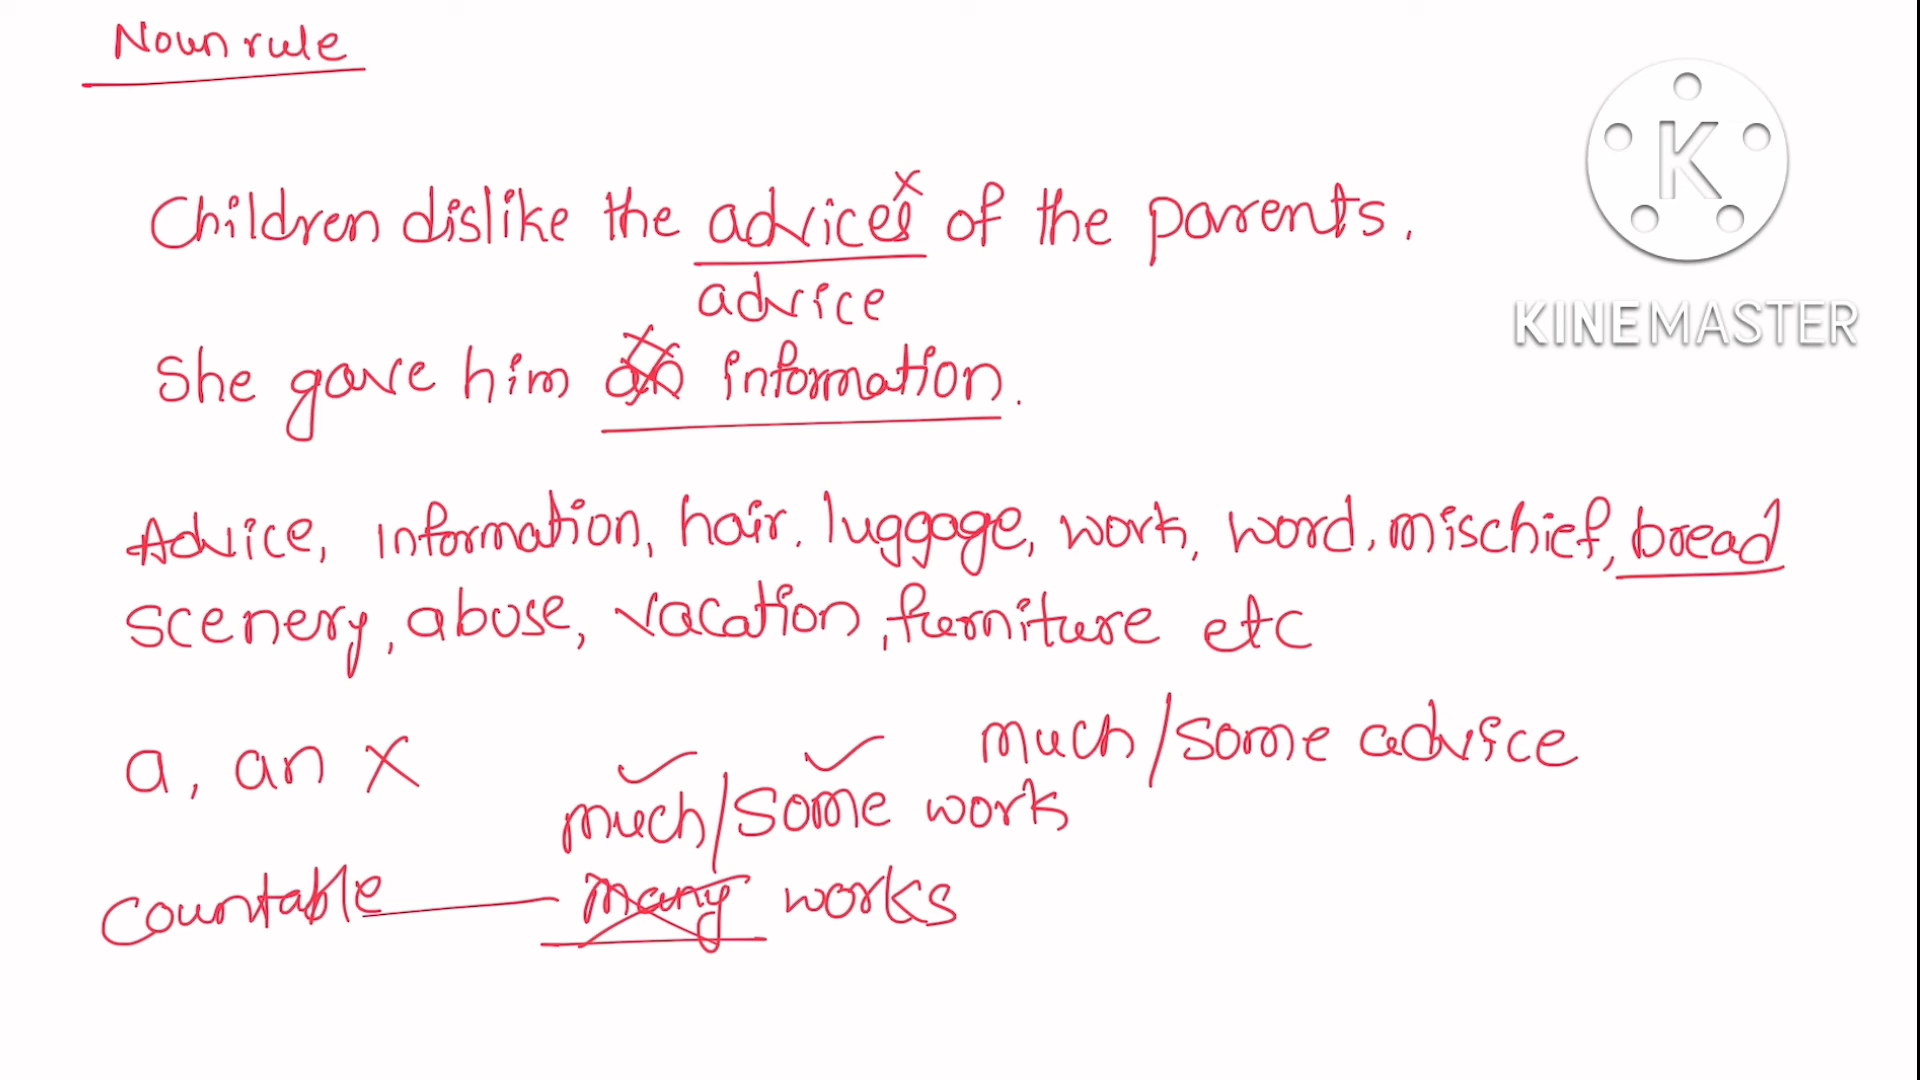 Noun rule
Children dislike the advices x of the parents.
advice
She gave him an information.
Advice, information, hair, luggage, work, word, mischief, bread
scenery, abuse, vacation, furniture etc
a, an x
much/some advice
much/some work
countable many works
K
KINEMASTER